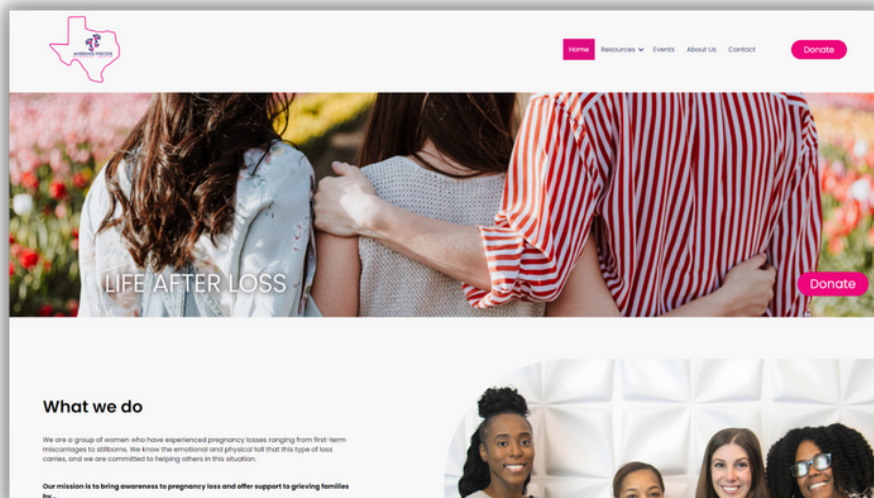 MISSING PIECES
Home Resources Events About Us Contact Donate
LIFE AFTER LOSS
Donate
What we do
We are a group of women who have experienced pregnancy losses ranging from first-term
miscarriages to stillborns. We know the emotional and physical toll that this type of loss
carries, and we are committed to helping others in this situation.
Our mission is to bring awareness to pregnancy loss and offer support to grieving families
by...